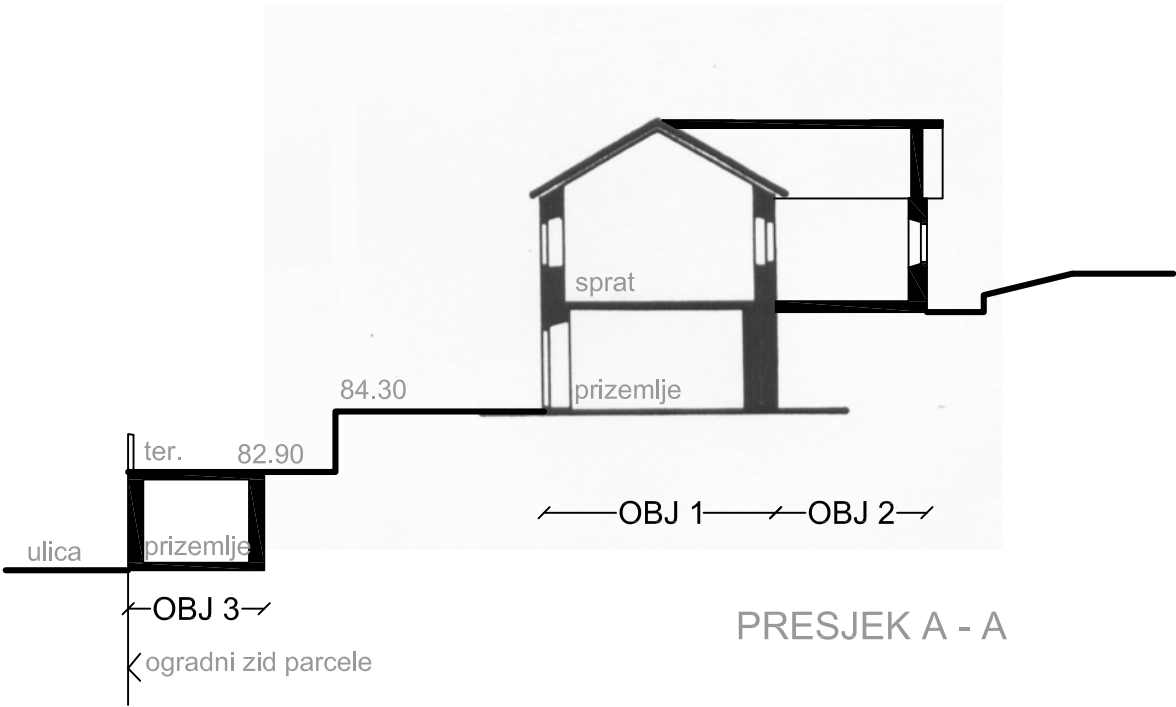 sprat
84.30
prizemlje
ter.
82.90
OBJ 1
OBJ 2
ulica
prizemlje
OBJ 3
PRESJEK A - A
ogradni zid parcele